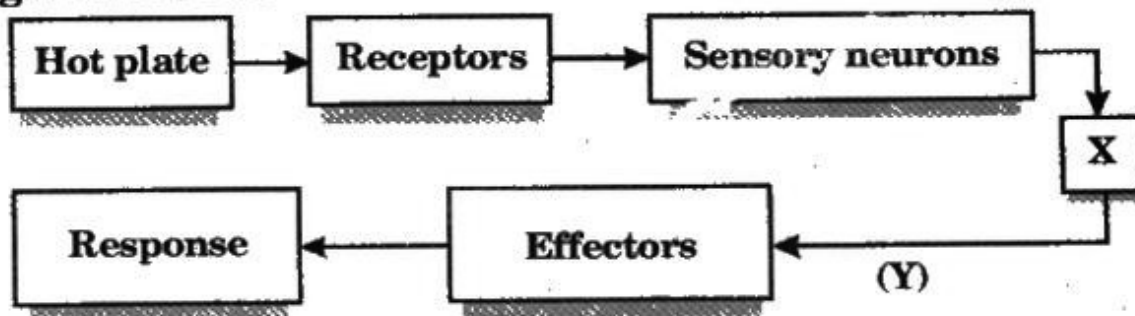 Hot plate
Receptors
Sensory neurons
X
Response
Effectors
(Y)